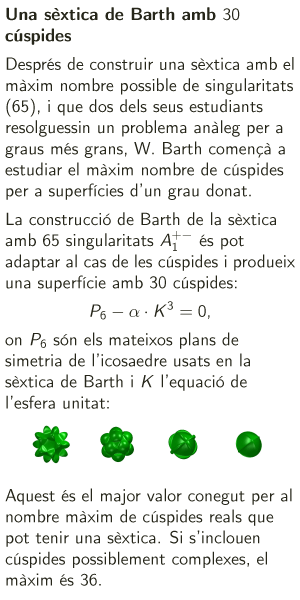 Una sèxtica de Barth amb 30
cúspides
Després de construir una sèxtica amb el
màxim nombre possible de singularitats
(65), i que dos dels seus estudiants
resolguessin un problema anàleg per a
graus més grans, W. Barth començà a
estudiar el màxim nombre de cúspides
per a superfícies d'un grau donat.
La construcció de Barth de la sèxtica
amb 65 singularitats A₁⁺⁻ és pot
adaptar al cas de les cúspides i produeix
una superfície amb 30 cúspides:
P₆ − α · K³ = 0,
on P₆ són els mateixos plans de
simetria de l'icosaedre usats en la
sèxtica de Barth i K l'equació de
l'esfera unitat:
Aquest és el major valor conegut per al
nombre màxim de cúspides reals que
pot tenir una sèxtica. Si s'inclouen
cúspides possiblement complexes, el
màxim és 36.